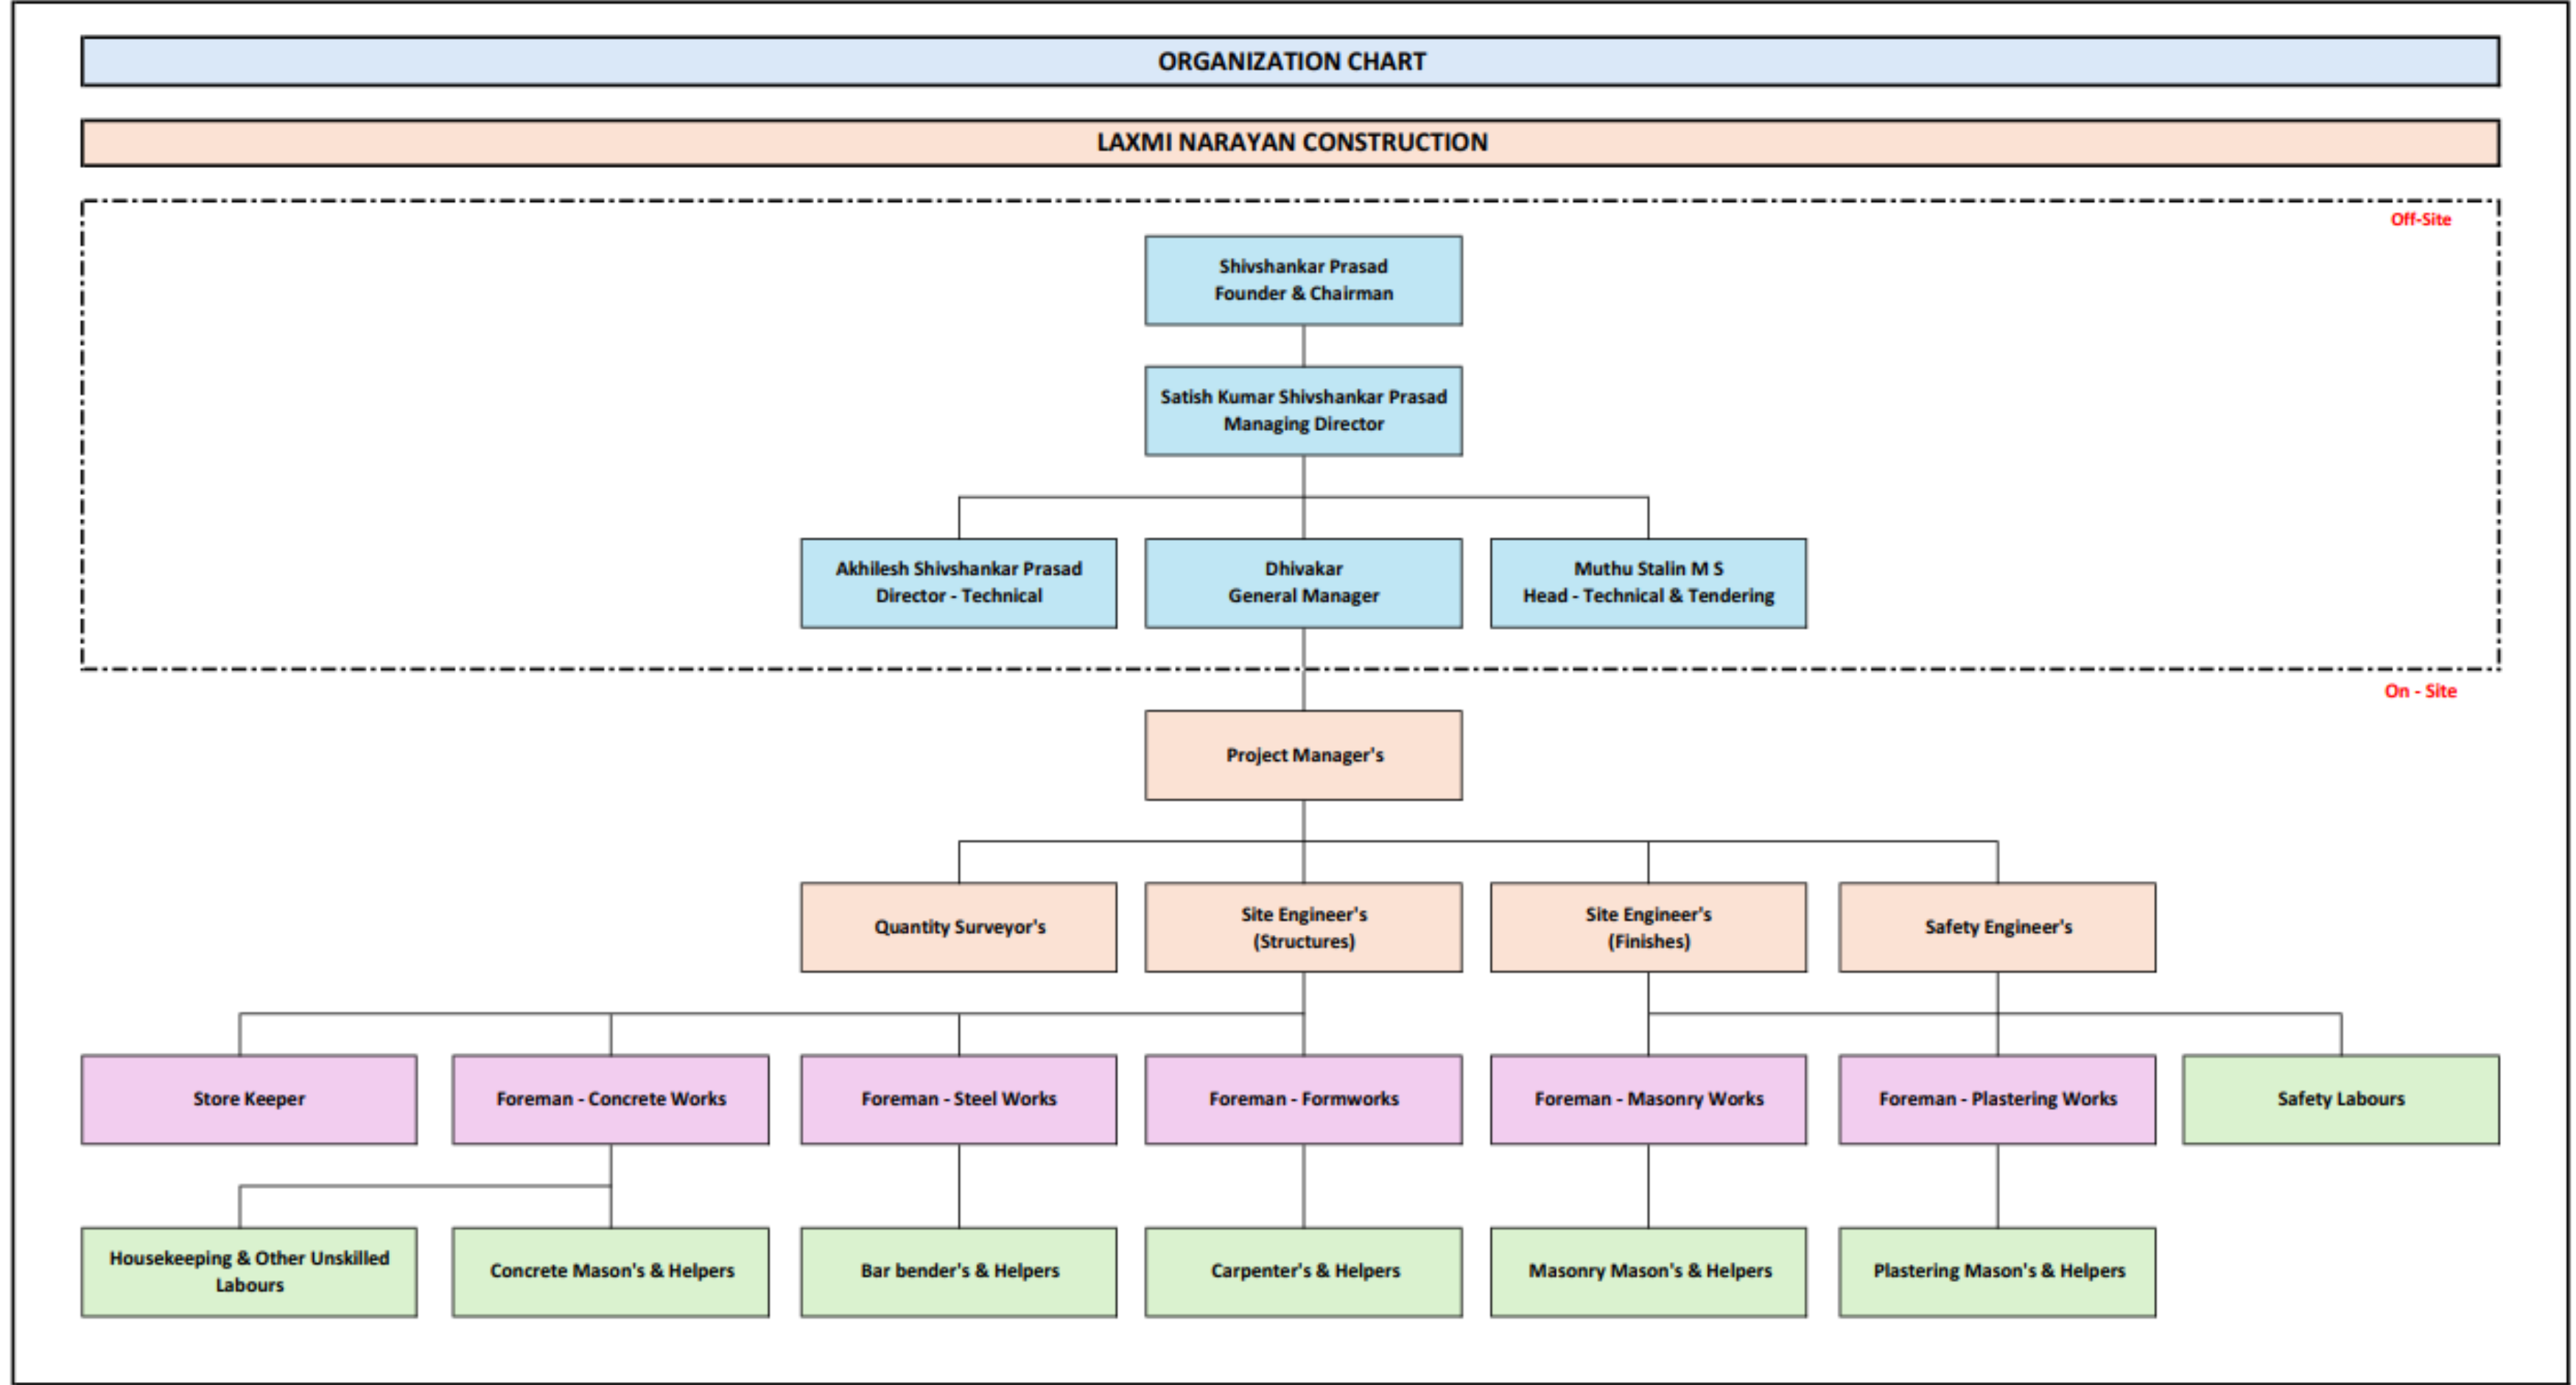 ORGANIZATION CHART
LAXMI NARAYAN CONSTRUCTION
Off-Site
Shivshankar Prasad
Founder & Chairman
Satish Kumar Shivshankar Prasad
Managing Director
Akhilesh Shivshankar Prasad
Director - Technical
Dhivakar
General Manager
Muthu Stalin M S
Head - Technical & Tendering
On - Site
Project Manager's
Quantity Surveyor's
Site Engineer's
(Structures)
Site Engineer's
(Finishes)
Safety Engineer's
Store Keeper
Foreman - Concrete Works
Foreman - Steel Works
Foreman - Formworks
Foreman - Masonry Works
Foreman - Plastering Works
Safety Labours
Housekeeping & Other Unskilled
Labours
Concrete Mason's & Helpers
Bar bender's & Helpers
Carpenter's & Helpers
Masonry Mason's & Helpers
Plastering Mason's & Helpers